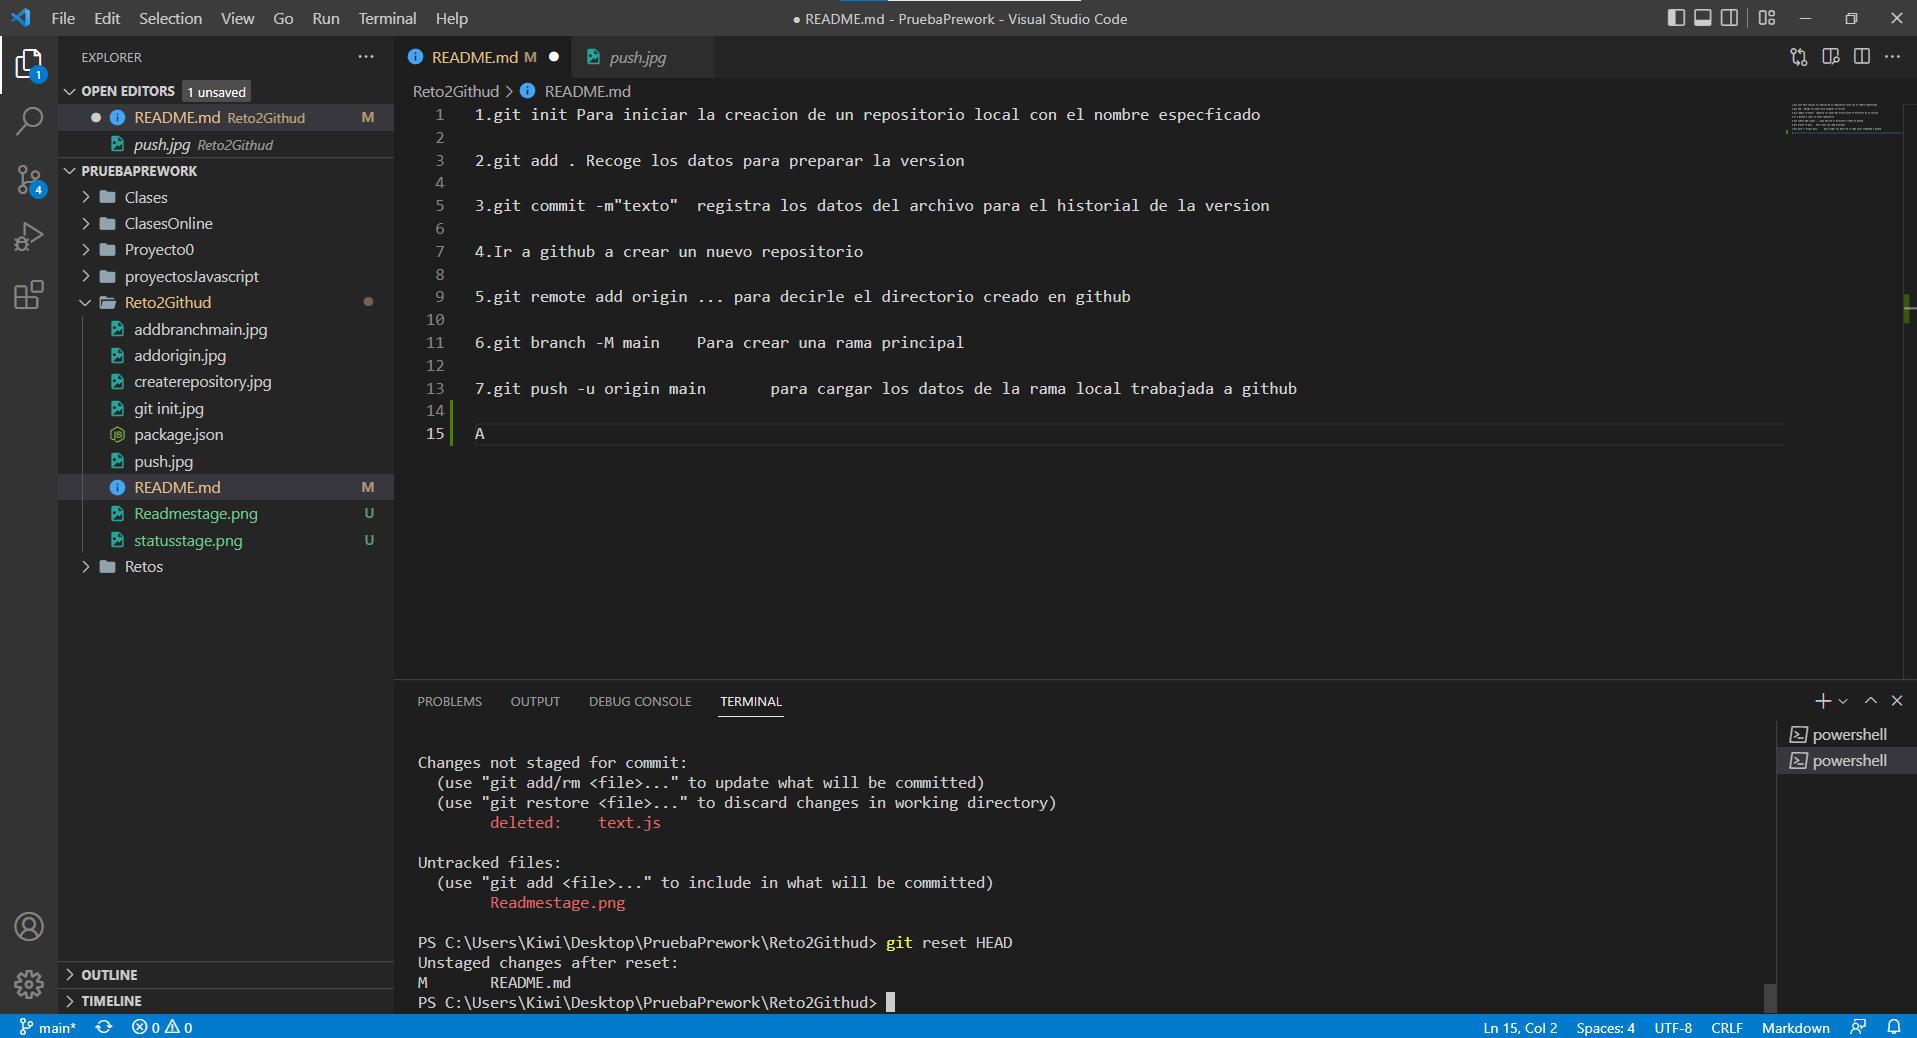 File Edit Selection View Go Run Terminal Help
● README.md - PruebaPrework - Visual Studio Code
EXPLORER
OPEN EDITORS 1 unsaved
README.md Reto2Githud M
push.jpg Reto2Githud
PRUEBAPREWORK
Clases
ClasesOnline
Proyecto0
proyectosJavascript
Reto2Githud
addbranchmain.jpg
addorigin.jpg
createrepository.jpg
git init.jpg
package.json
push.jpg
README.md M
Readmestage.png U
statusstage.png U
Retos
OUTLINE
TIMELINE
1
4
README.md M
push.jpg
Reto2Githud > README.md
1 1.git init Para iniciar la creacion de un repositorio local con el nombre especficado
2
3 2.git add . Recoge los datos para preparar la version
4
5 3.git commit -m"texto"  registra los datos del archivo para el historial de la version
6
7 4.Ir a github a crear un nuevo repositorio
8
9 5.git remote add origin ... para decirle el directorio creado en github
10
11 6.git branch -M main    Para crear una rama principal
12
13 7.git push -u origin main       para cargar los datos de la rama local trabajada a github
14
15 A
PROBLEMS OUTPUT DEBUG CONSOLE TERMINAL
powershell
powershell
Changes not staged for commit:
(use "git add/rm <file>..." to update what will be committed)
(use "git restore <file>..." to discard changes in working directory)
deleted:    text.js
Untracked files:
(use "git add <file>..." to include in what will be committed)
Readmestage.png
PS C:\Users\Kiwi\Desktop\PruebaPrework\Reto2Githud> git reset HEAD
Unstaged changes after reset:
M       README.md
PS C:\Users\Kiwi\Desktop\PruebaPrework\Reto2Githud>
main* 0 0 Ln 15, Col 2 Spaces: 4 UTF-8 CRLF Markdown